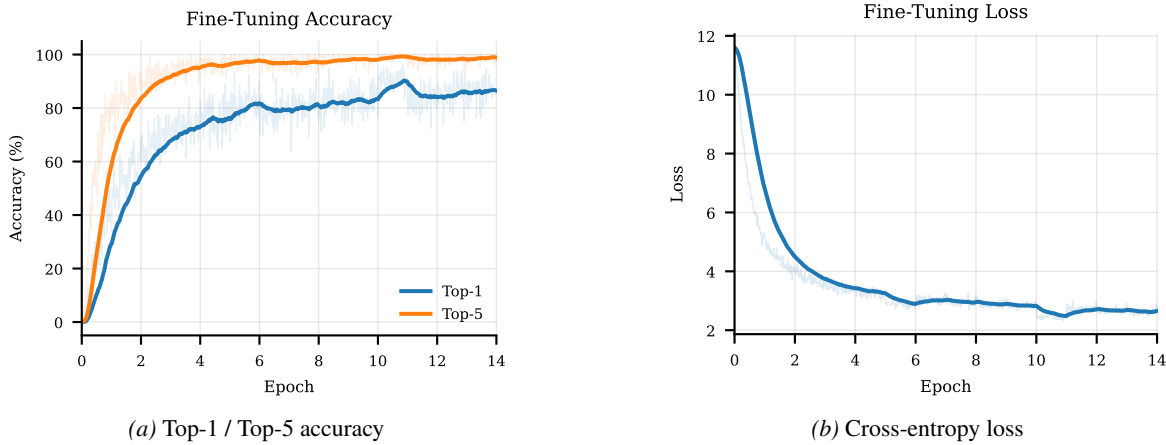 Fine-Tuning Accuracy
Accuracy (%)
100
80
60
40
20
0
0 2 4 6 8 10 12 14
Epoch
Top-1
Top-5
(a) Top-1 / Top-5 accuracy
Fine-Tuning Loss
Loss
12
10
8
6
4
2
0 2 4 6 8 10 12 14
Epoch
(b) Cross-entropy loss